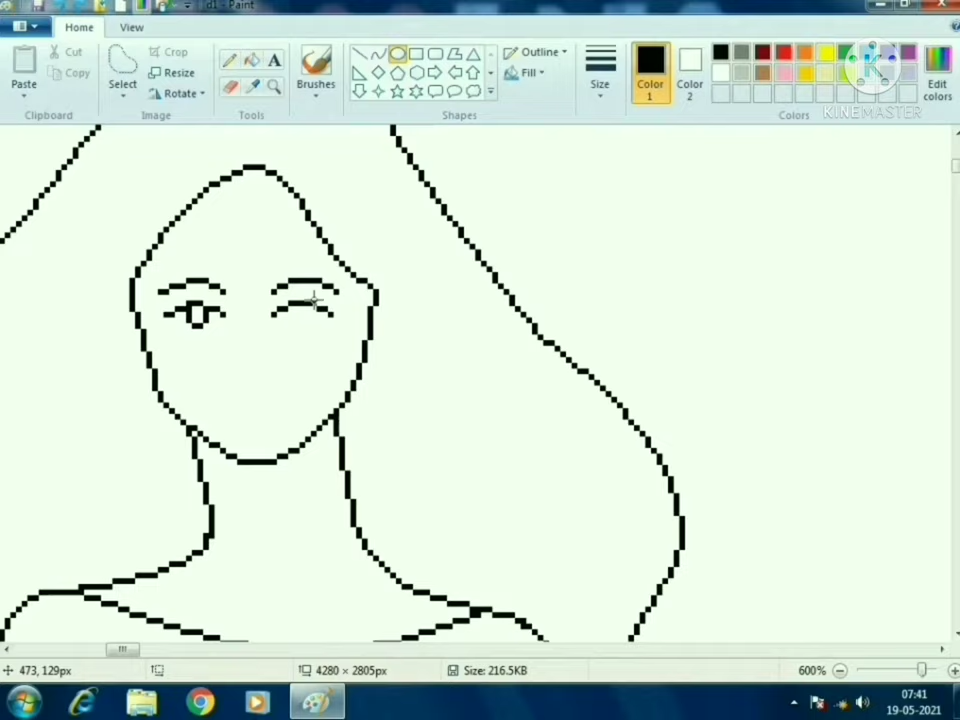 d1 - Paint
Home View
Paste
Cut
Copy
Clipboard
Select
Crop
Resize
Rotate
Image
A
Tools
Brushes
Shapes
Outline
Fill
Size
Color 1
Color 2
Edit colors
Colors
K
KINEMASTER
473, 129px
4280 × 2805px
Size: 216.5KB
600%
07:41
19-05-2021